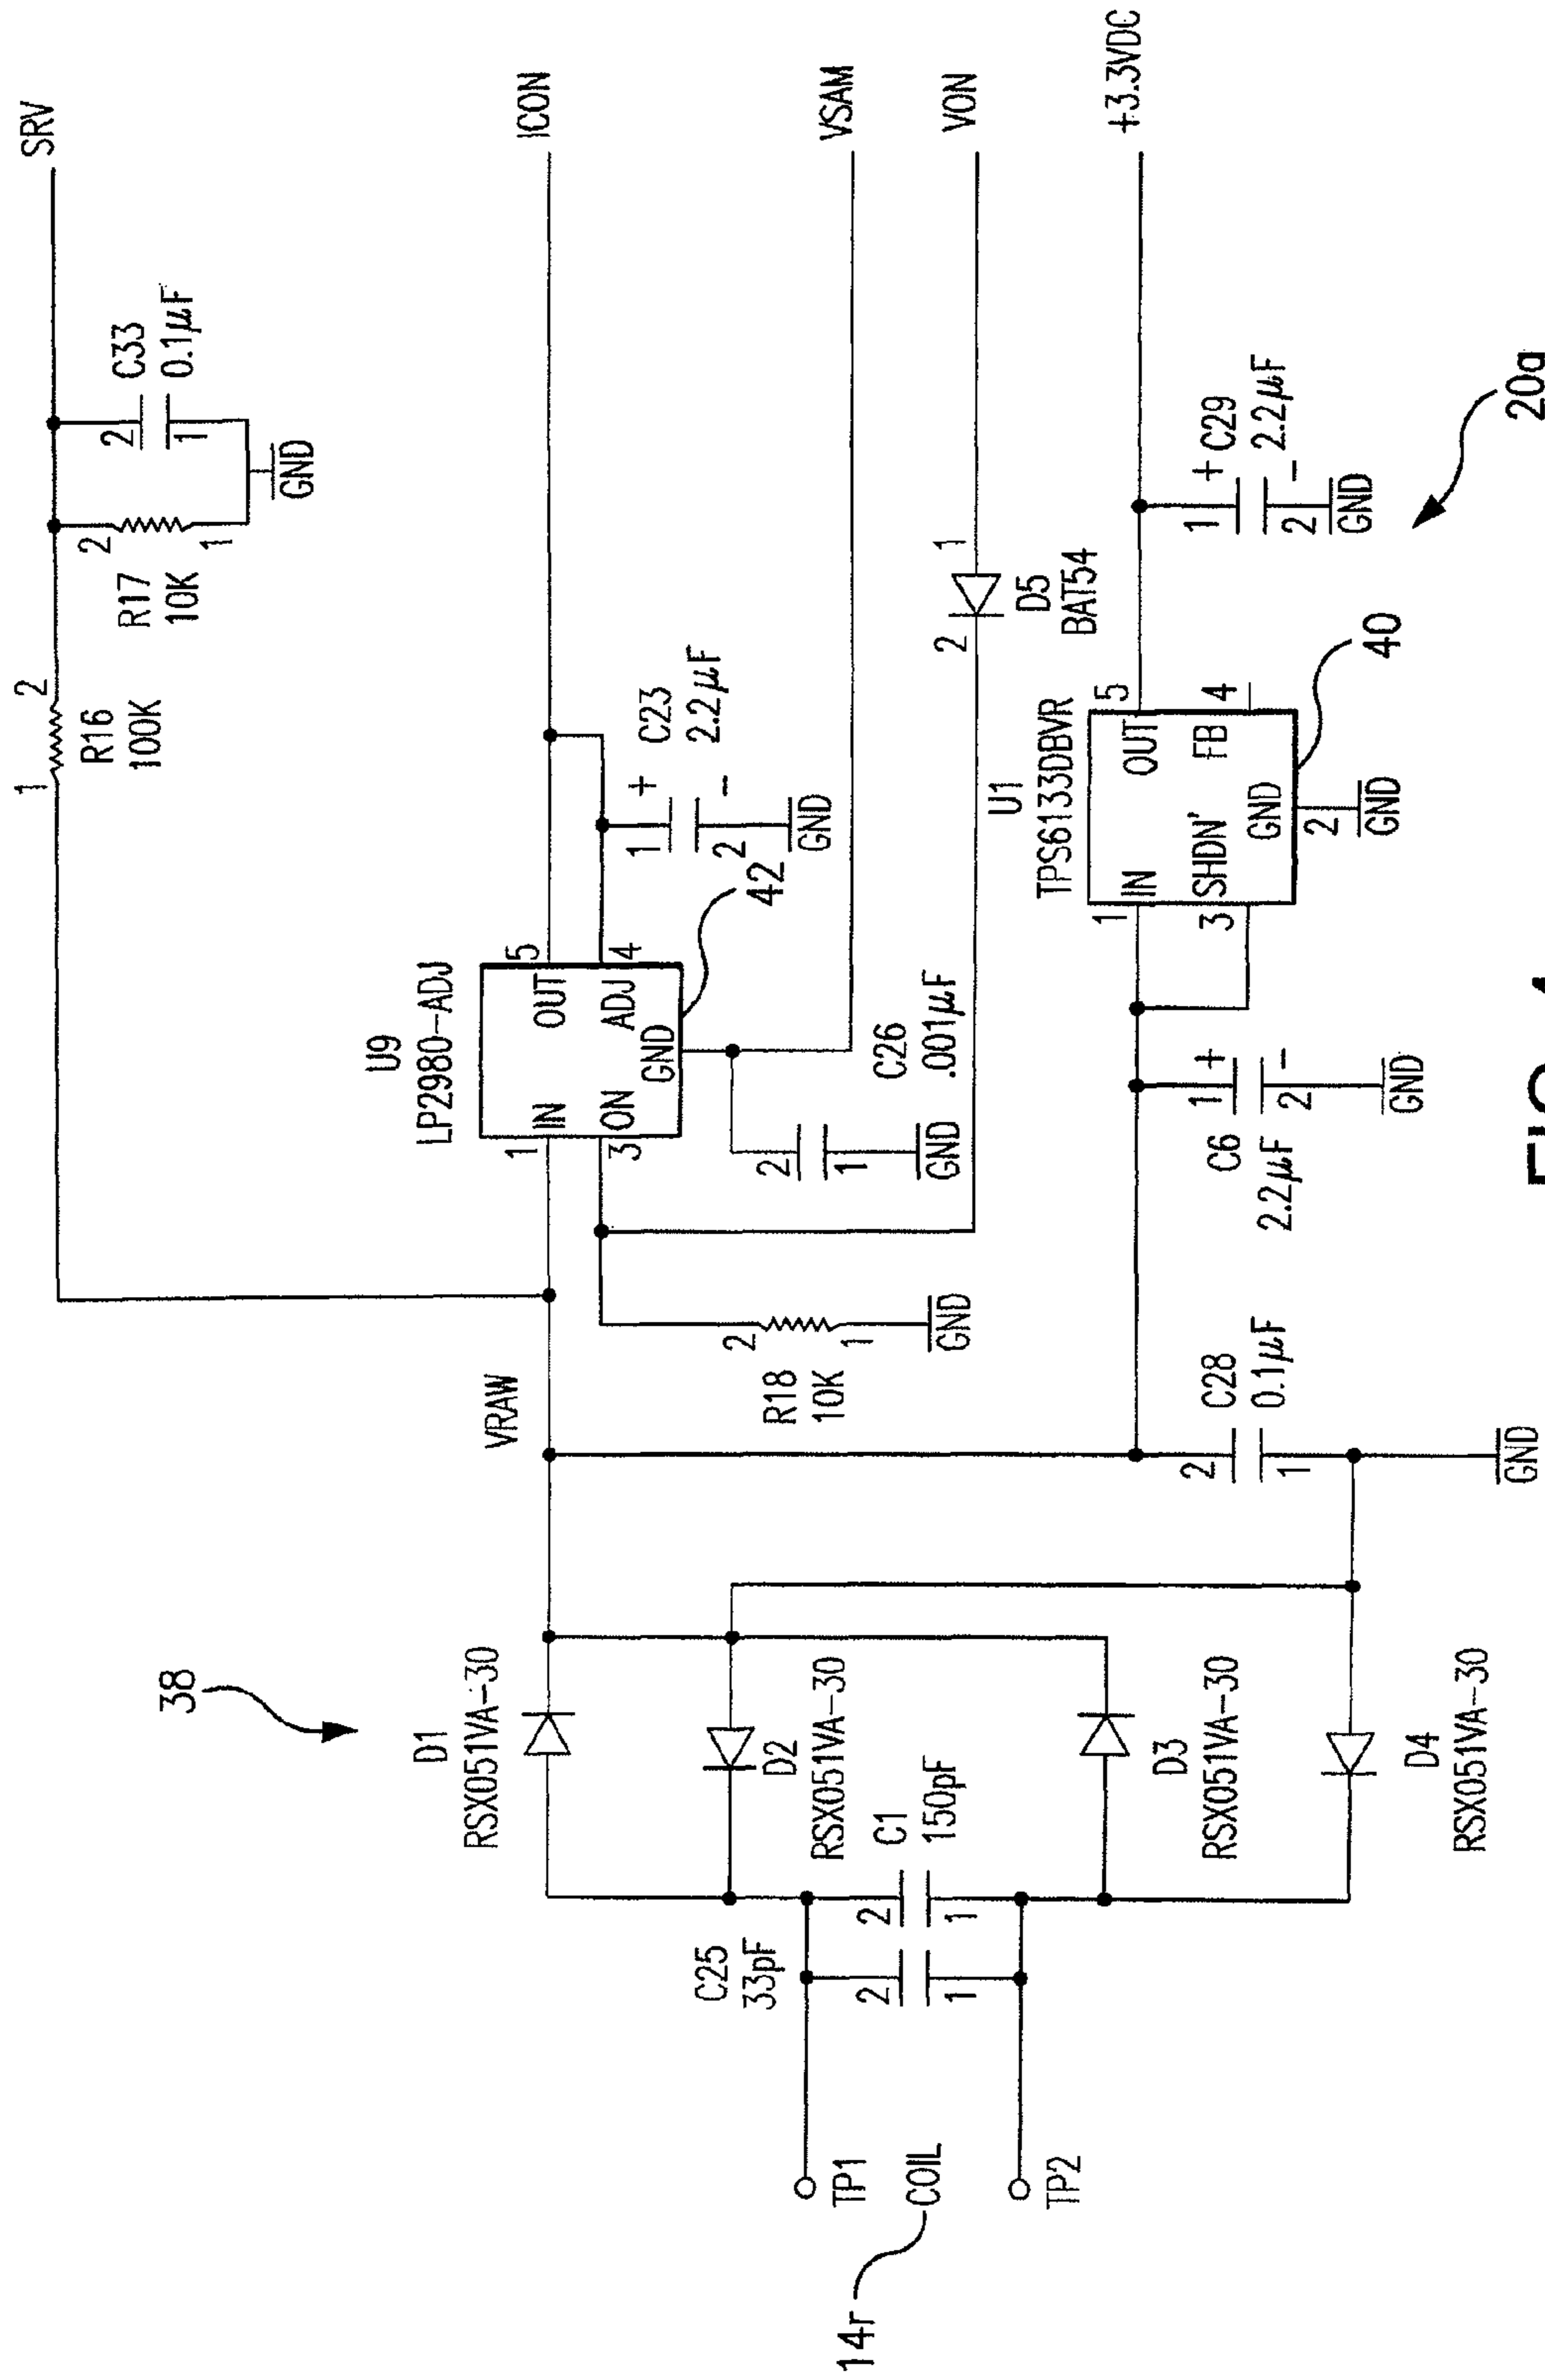 SRV
1
2
R16
100K
2
1
R17
10K
2
1
C33
0.1μF
GND
38
D1
RSX051VA-30
VRAW
U9
LP2980-ADJ
1
IN
OUT
5
3
ON
ADJ
4
GND
42
1
+
C23
2.2μF
2
-
GND
ICON
VSAM
VON
2
1
D5
BAT54
C26
.001μF
2
1
GND
2
1
R18
10K
GND
D2
RSX051VA-30
C1
150pF
2
1
C25
33pF
2
1
TP1
COIL
14r
TP2
D3
RSX051VA-30
D4
RSX051VA-30
2
1
C28
0.1μF
GND
C6
2.2μF
1
+
2
-
GND
U1
TPS6133DBVR
1
IN
OUT
5
3
SHDN'
FB
4
GND
2
GND
40
1
+
C29
2.2μF
2
-
GND
+3.3VDC
20a